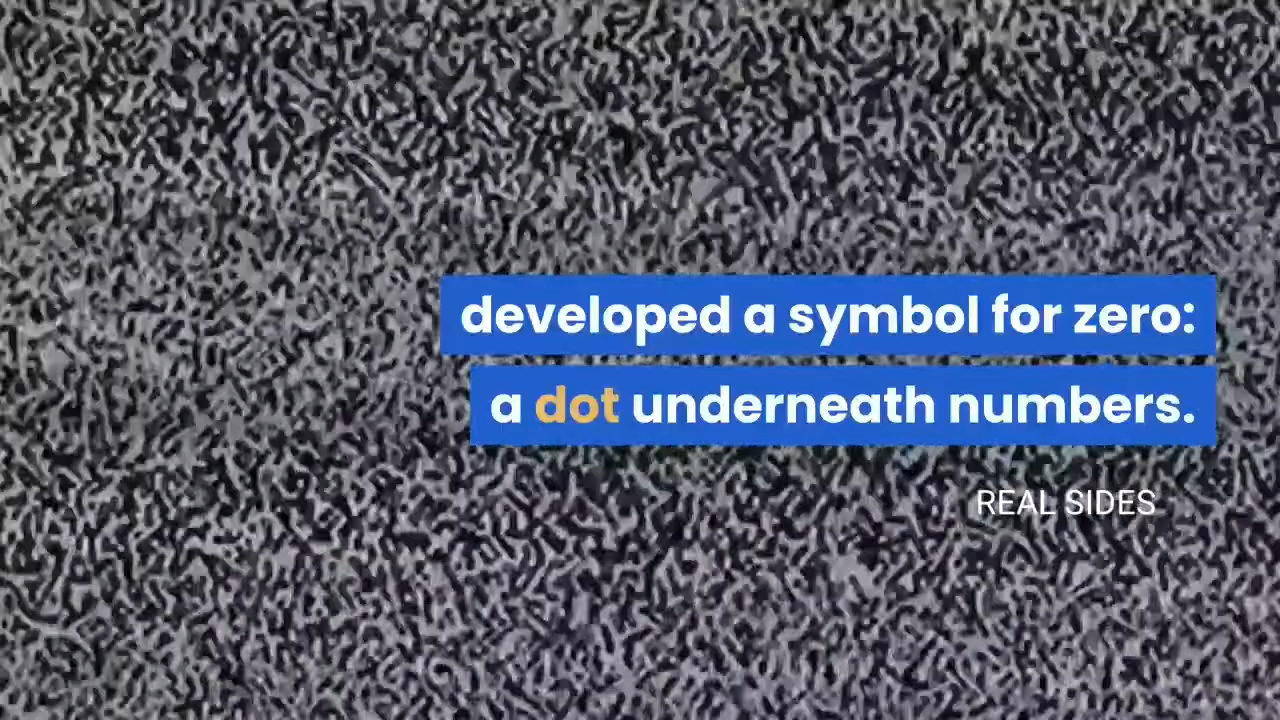 developed a symbol for zero:
a dot underneath numbers.
REAL SIDES